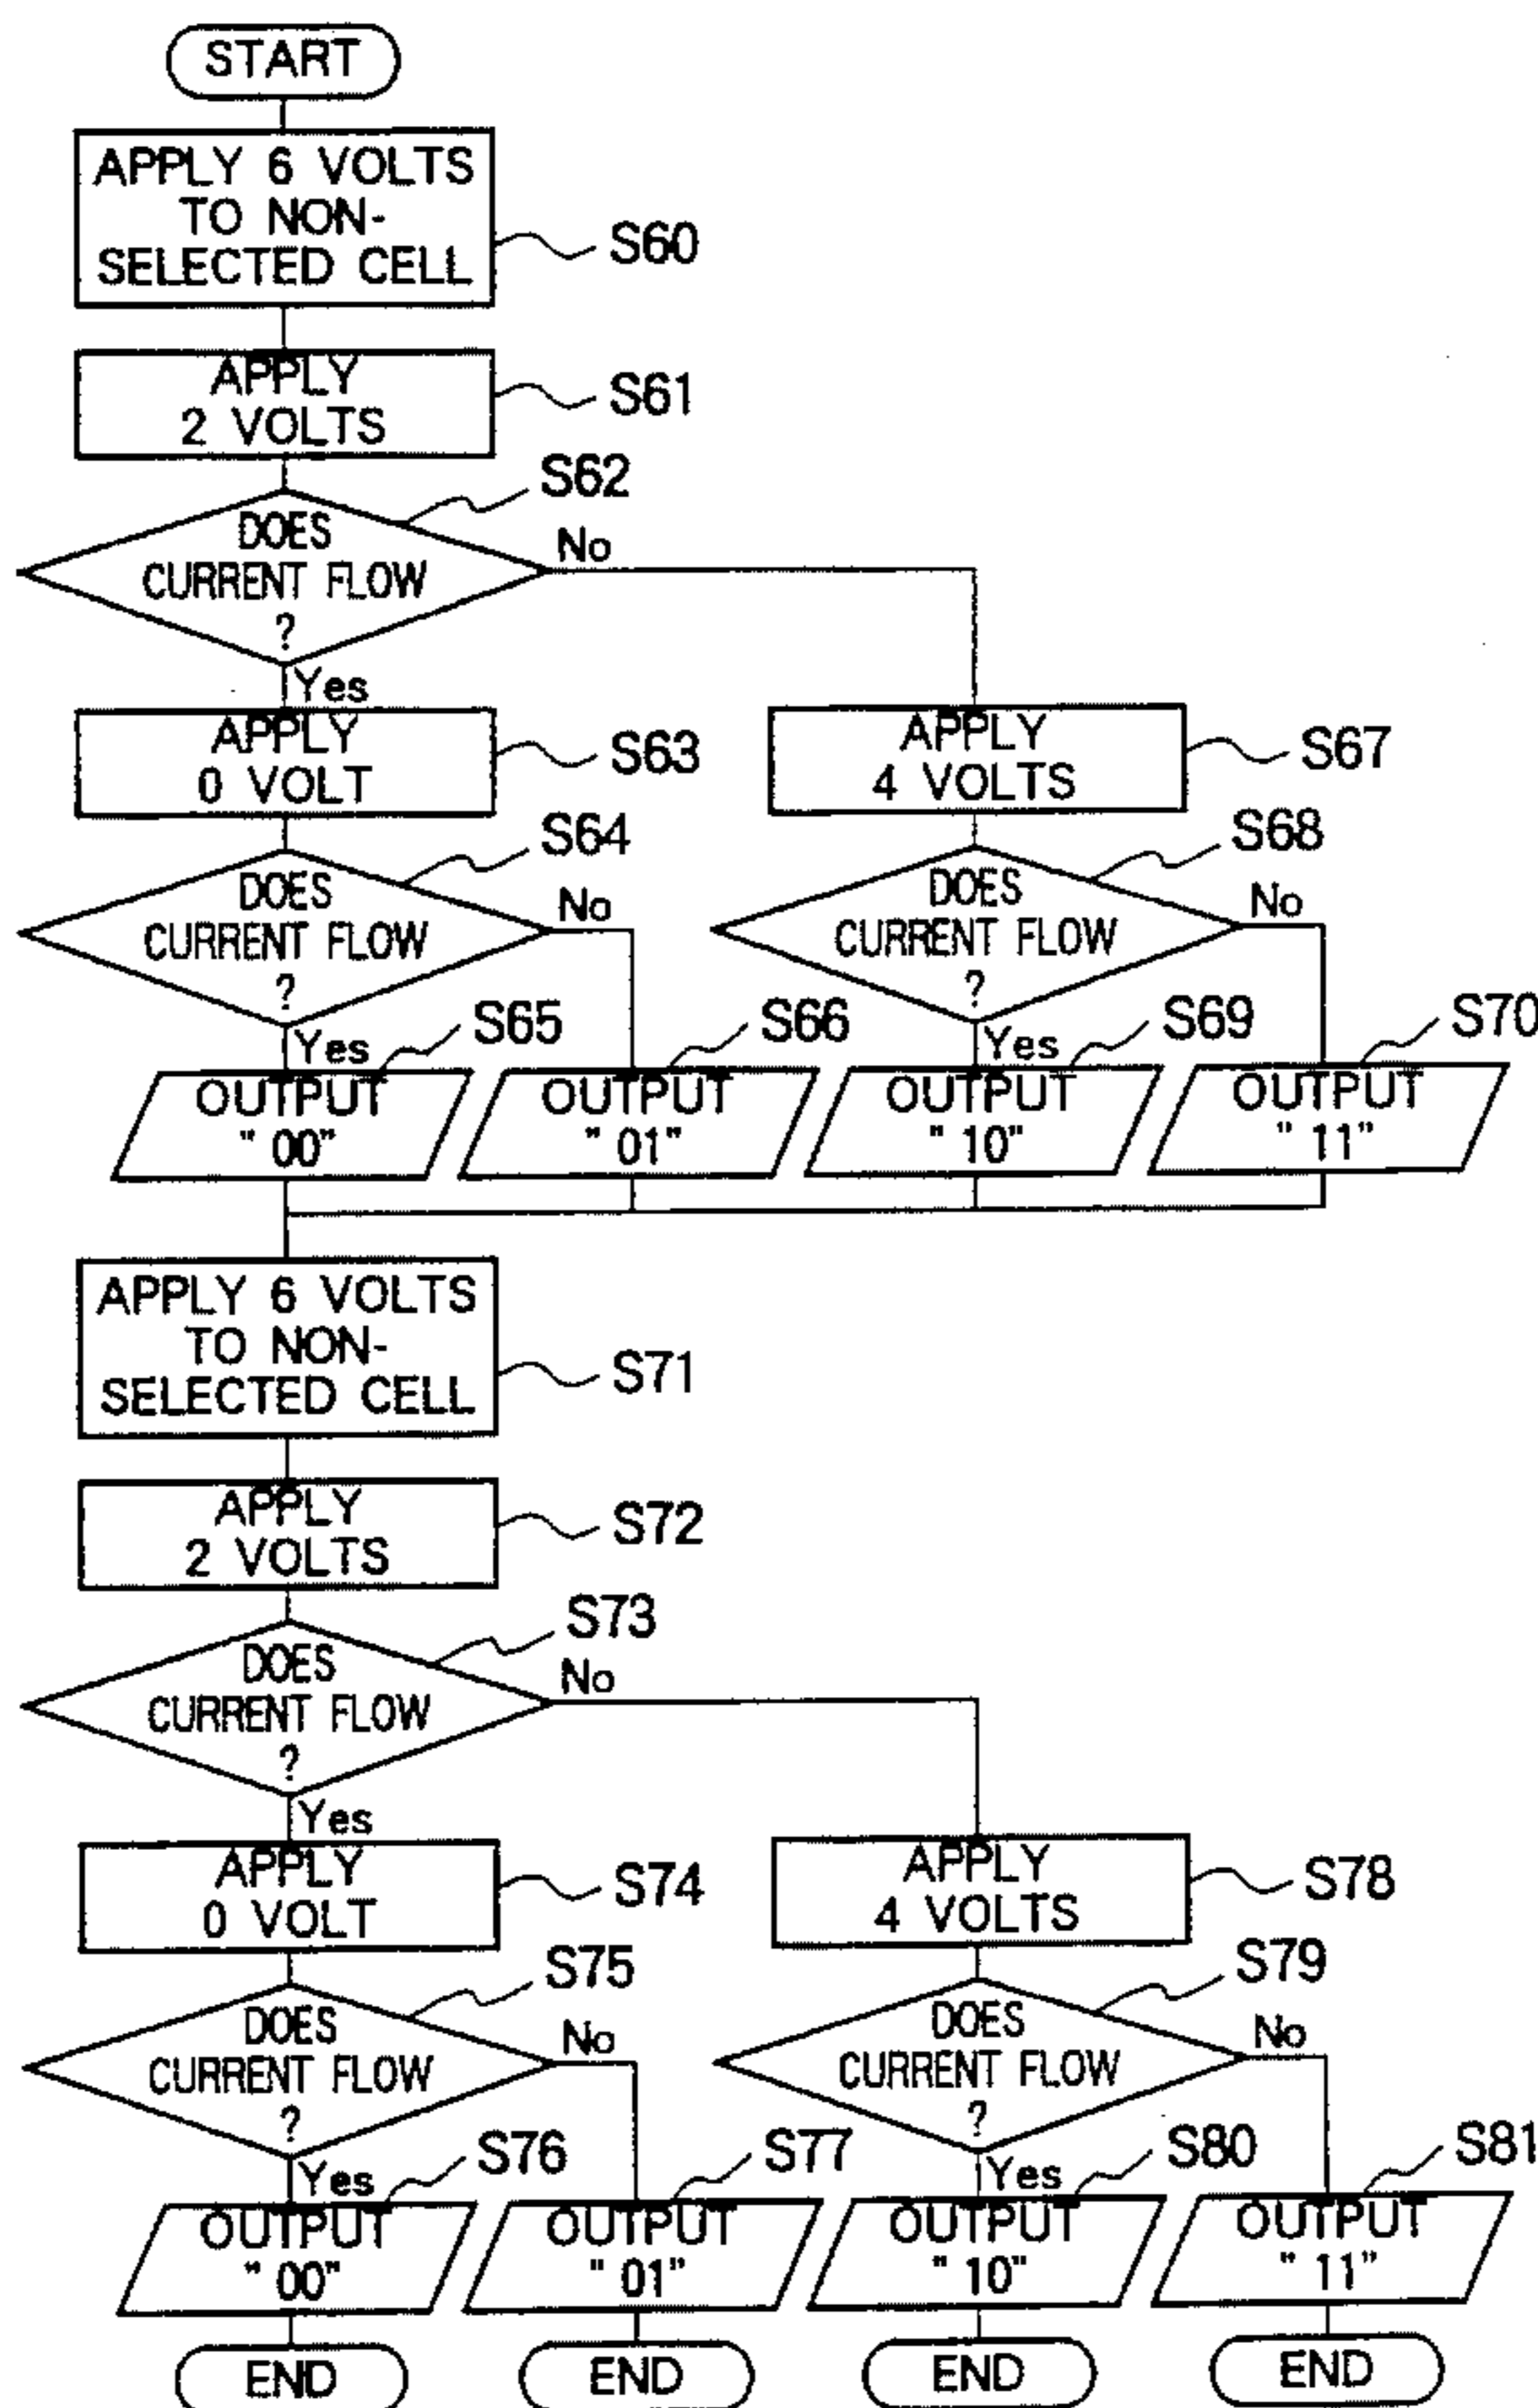 START
APPLY 6 VOLTS
TO NON-
SELECTED CELL
S60
APPLY
2 VOLTS
S61
S62
DOES
CURRENT FLOW
?
No
Yes
APPLY
0 VOLT
S63
APPLY
4 VOLTS
S67
S64
DOES
CURRENT FLOW
?
No
Yes
S68
DOES
CURRENT FLOW
?
No
Yes
S65
OUTPUT
" 00"
S66
OUTPUT
" 01"
S69
OUTPUT
" 10"
S70
OUTPUT
" 11"
APPLY 6 VOLTS
TO NON-
SELECTED CELL
S71
APPLY
2 VOLTS
S72
S73
DOES
CURRENT FLOW
?
No
Yes
APPLY
0 VOLT
S74
APPLY
4 VOLTS
S78
S75
DOES
CURRENT FLOW
?
No
Yes
S79
DOES
CURRENT FLOW
?
No
Yes
S76
OUTPUT
" 00"
S77
OUTPUT
" 01"
S80
OUTPUT
" 10"
S81
OUTPUT
" 11"
END
END
END
END